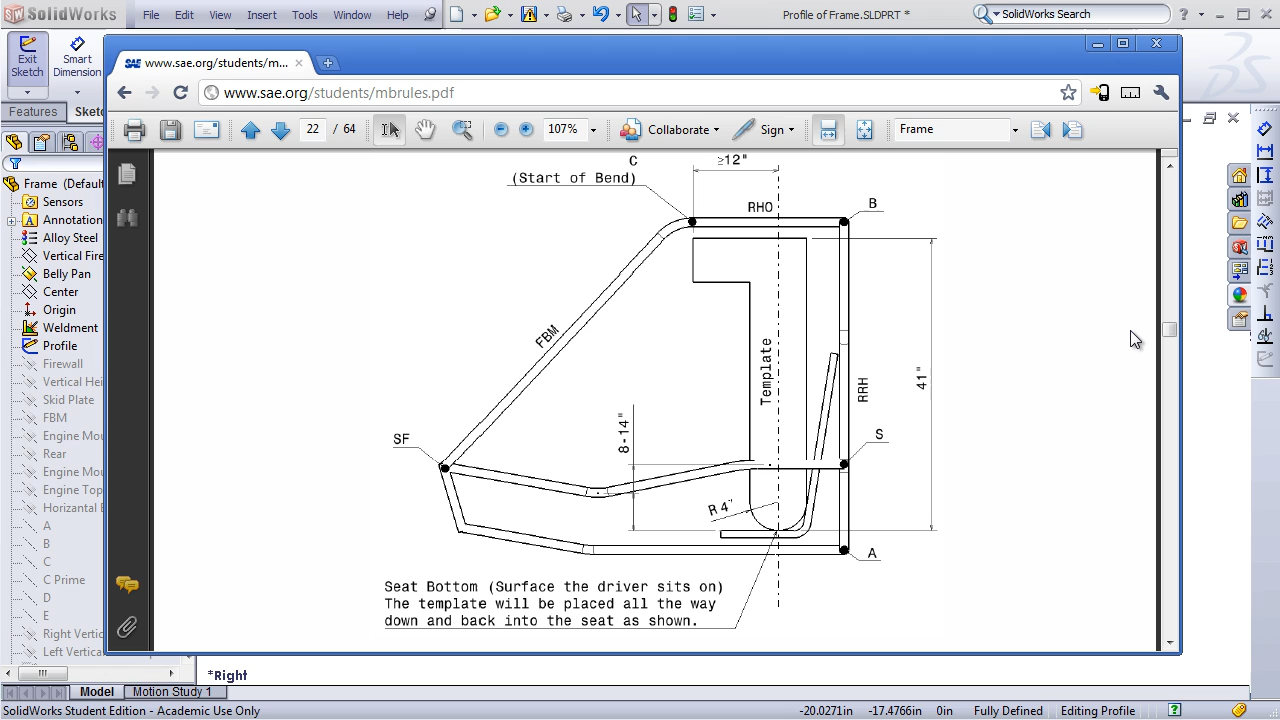 SolidWorks
File Edit View Insert Tools Window Help
Profile of Frame.SLDPRT *
SolidWorks Search
Exit Sketch
Smart Dimension
Features
www.sae.org/students/m...
www.sae.org/students/mbrules.pdf
22 / 64
Collaborate
Sign
Frame
Frame (Default
Sensors
Annotation
Alloy Steel
Vertical Fire
Belly Pan
Center
Origin
Weldment
Profile
Firewall
Vertical Hei
Skid Plate
FBM
Engine Mou
Rear
Engine Mou
Engine Top
Horizontal B
A
B
C
C Prime
D
E
Right Vertic
Left Vertica
C
(Start of Bend)
≥12"
RHO
B
FBM
Template
41"
RRH
8-14"
SF
S
R 4"
A
Seat Bottom (Surface the driver sits on)
The template will be placed all the way
down and back into the seat as shown.
*Right
Model
Motion Study 1
SolidWorks Student Edition - Academic Use Only
-20.0271in -17.4766in 0in Fully Defined Editing Profile